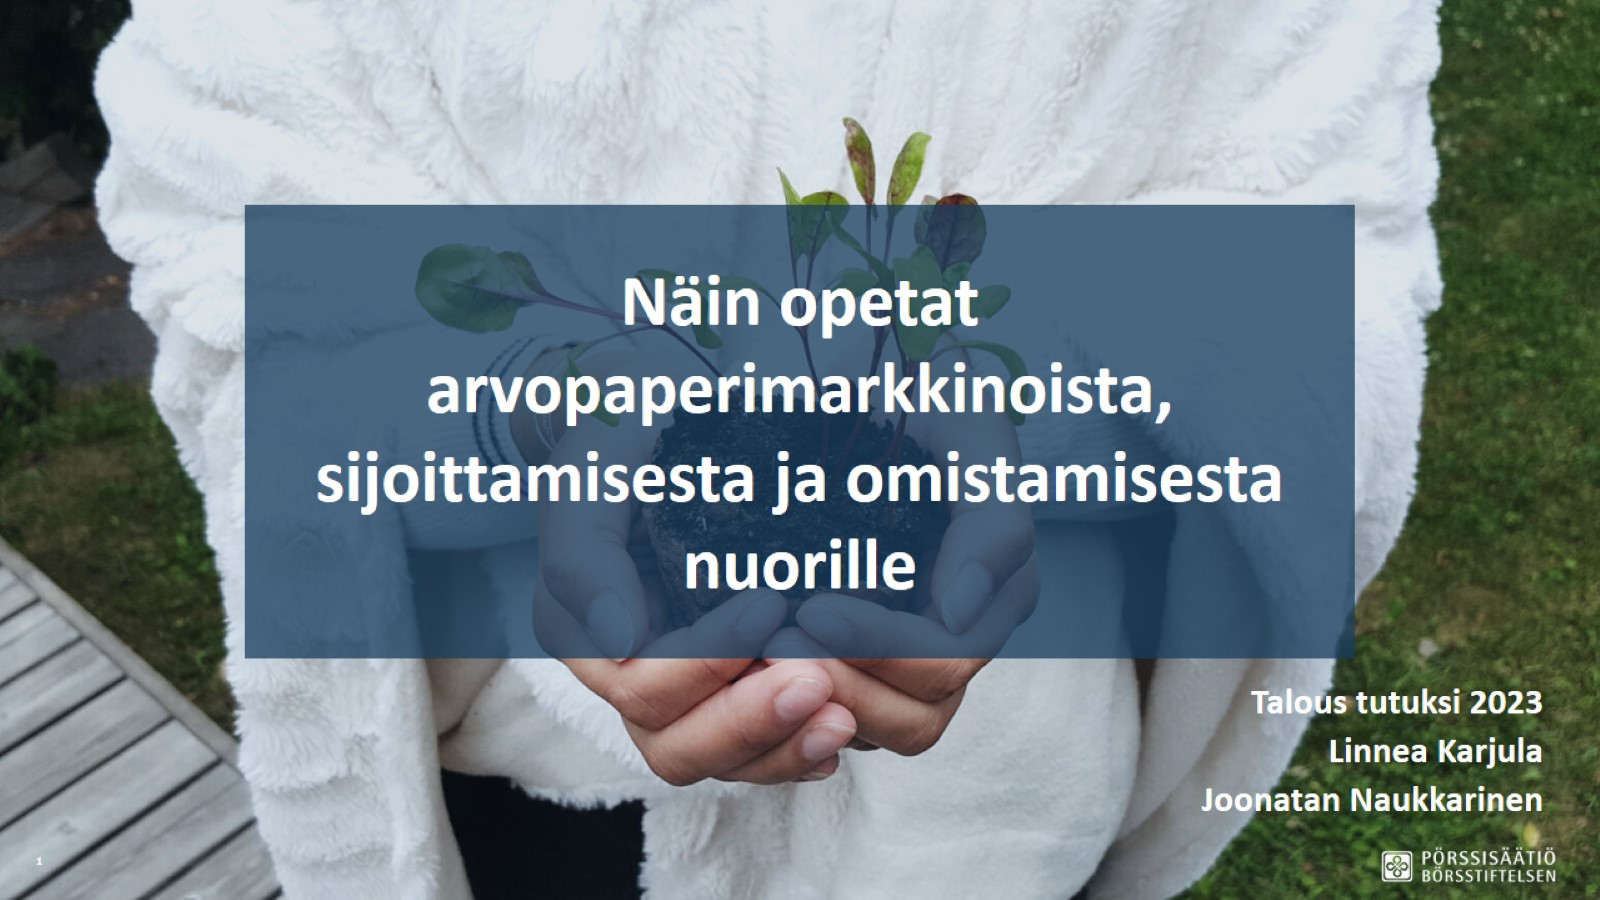 Näin opetat
arvopaperimarkkinoista,
sijoittamisesta ja omistamisesta
nuorille
Talous tutuksi 2023
Linnea Karjula
Joonatan Naukkarinen
1
PÖRSSISÄÄTIÖ
BÖRSSTIFTELSEN